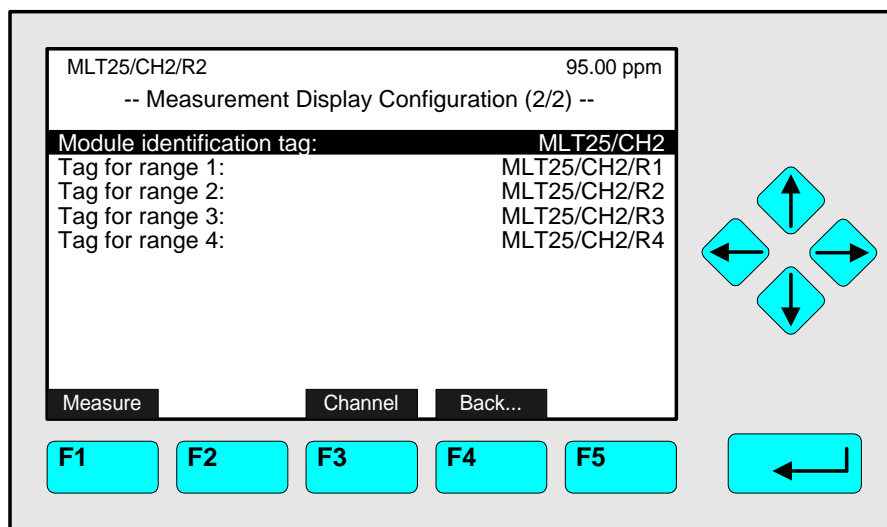 MLT25/CH2/R2 95.00 ppm
-- Measurement Display Configuration (2/2) --
Module identification tag: MLT25/CH2
Tag for range 1: MLT25/CH2/R1
Tag for range 2: MLT25/CH2/R2
Tag for range 3: MLT25/CH2/R3
Tag for range 4: MLT25/CH2/R4
Measure Channel Back...
F1 F2 F3 F4 F5